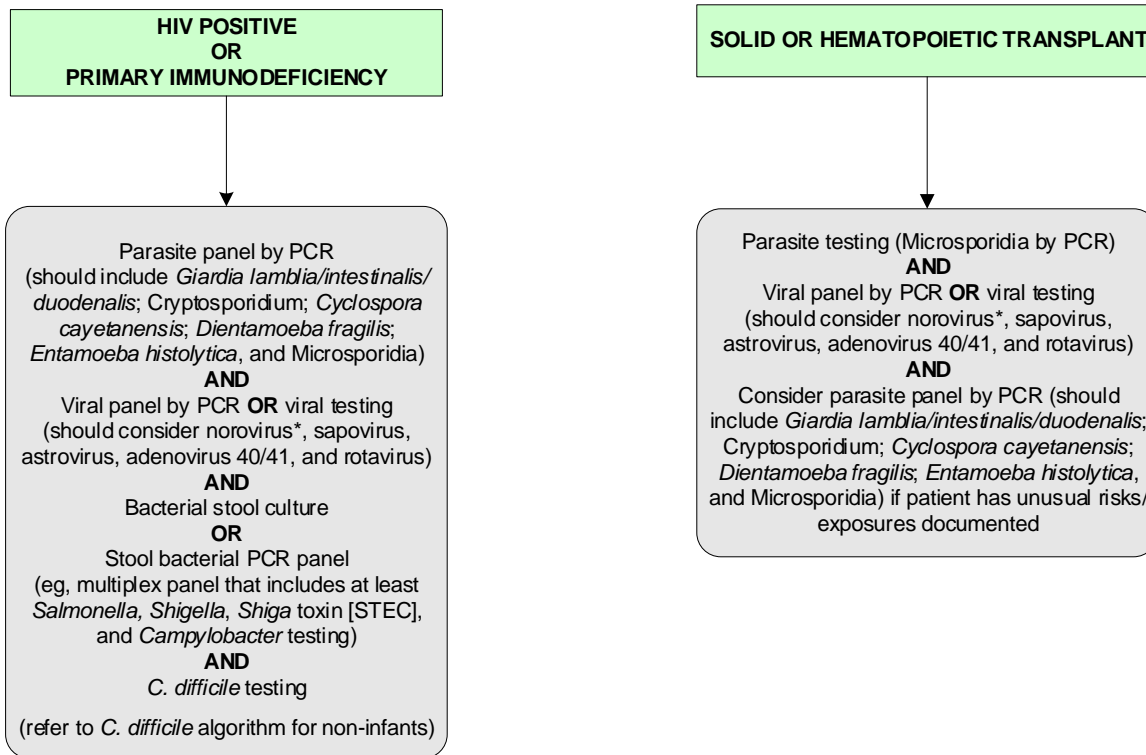 HIV POSITIVE
OR
PRIMARY IMMUNODEFICIENCY
Parasite panel by PCR
(should include Giardia lamblia/intestinalis/
duodenalis; Cryptosporidium; Cyclospora
cayetanensis; Dientamoeba fragilis;
Entamoeba histolytica, and Microsporidia)
AND
Viral panel by PCR OR viral testing
(should consider norovirus*, sapovirus,
astrovirus, adenovirus 40/41, and rotavirus)
AND
Bacterial stool culture
OR
Stool bacterial PCR panel
(eg, multiplex panel that includes at least
Salmonella, Shigella, Shiga toxin [STEC],
and Campylobacter testing)
AND
C. difficile testing
(refer to C. difficile algorithm for non-infants)
SOLID OR HEMATOPOIETIC TRANSPLANT
Parasite testing (Microsporidia by PCR)
AND
Viral panel by PCR OR viral testing
(should consider norovirus*, sapovirus,
astrovirus, adenovirus 40/41, and rotavirus)
AND
Consider parasite panel by PCR (should
include Giardia lamblia/intestinalis/duodenalis;
Cryptosporidium; Cyclospora cayetanensis;
Dientamoeba fragilis; Entamoeba histolytica,
and Microsporidia) if patient has unusual risks/
exposures documented